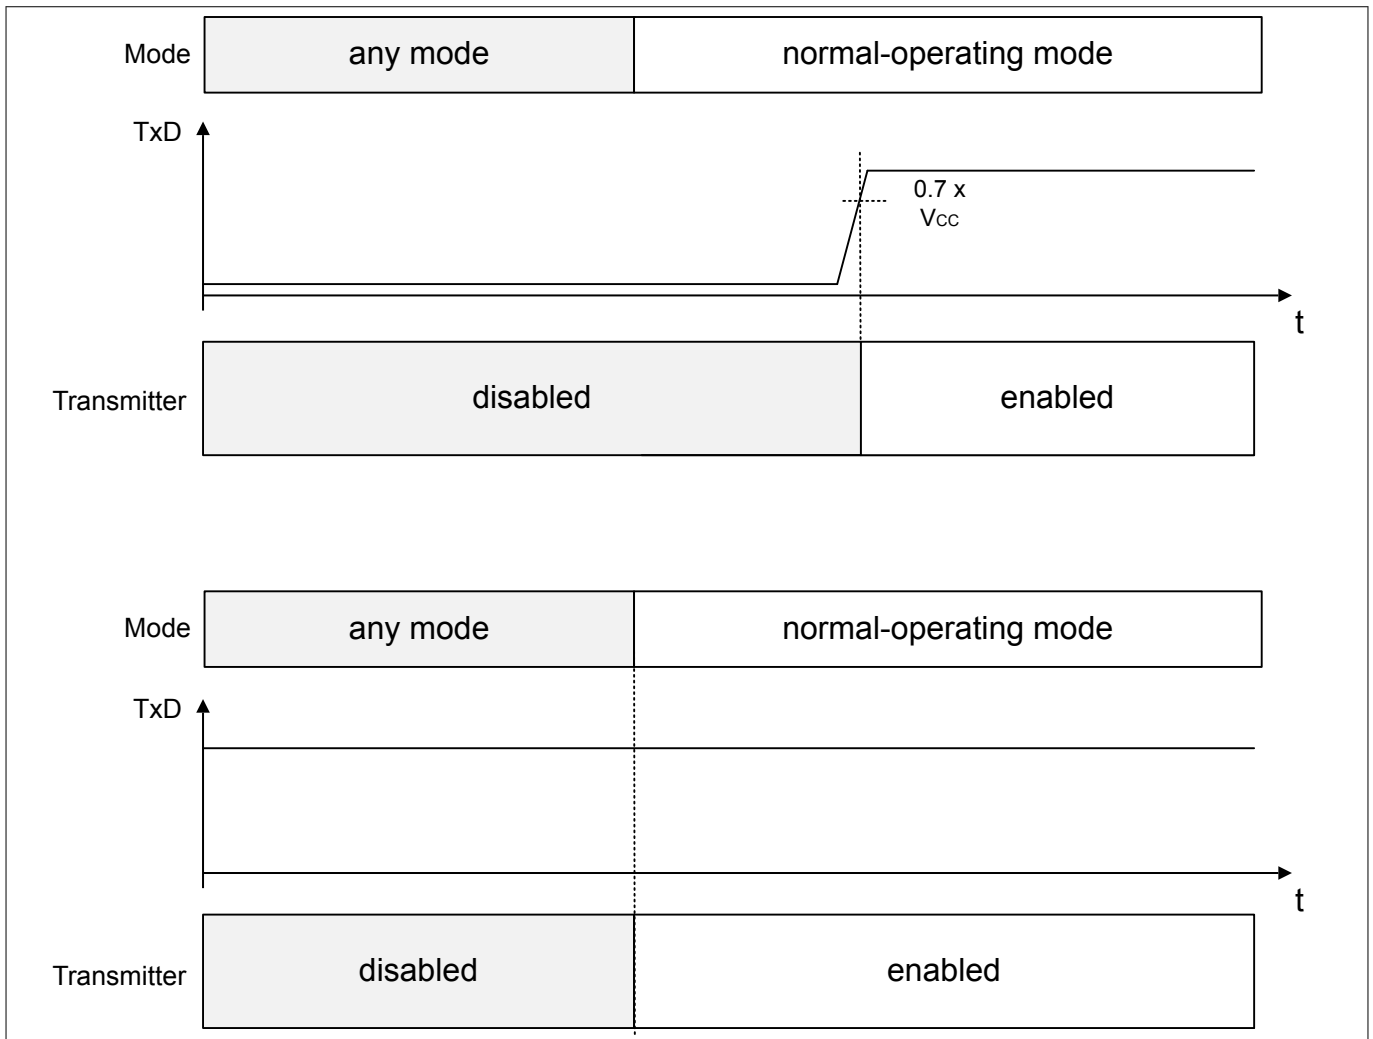 Mode any mode normal-operating mode
TxD
0.7 x
VCC
t
Transmitter disabled enabled
Mode any mode normal-operating mode
TxD
t
Transmitter disabled enabled